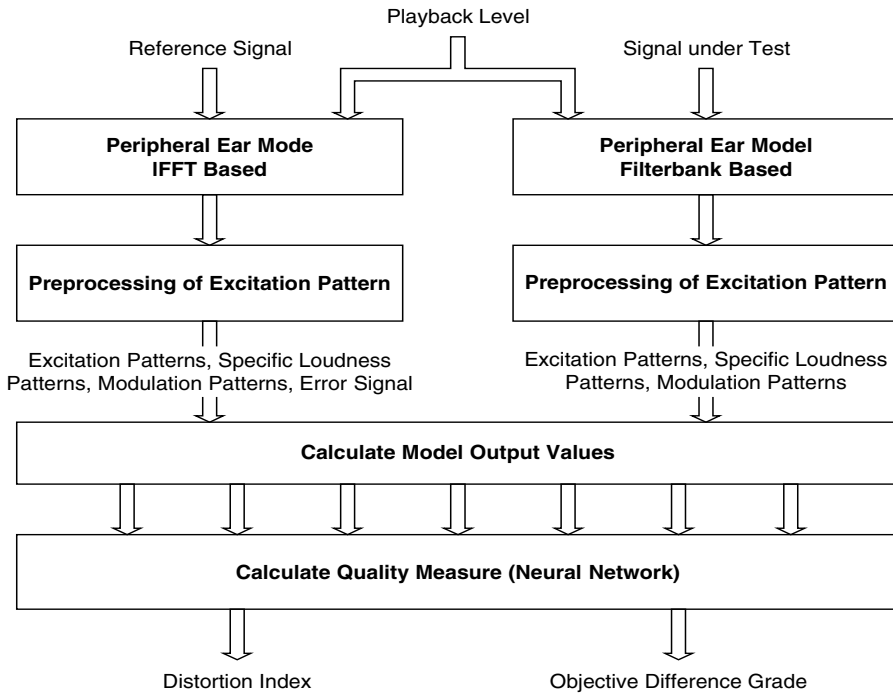 Playback Level
Reference Signal
Signal under Test
Peripheral Ear Mode
IFFT Based
Peripheral Ear Model
Filterbank Based
Preprocessing of Excitation Pattern
Preprocessing of Excitation Pattern
Excitation Patterns, Specific Loudness
Patterns, Modulation Patterns, Error Signal
Excitation Patterns, Specific Loudness
Patterns, Modulation Patterns
Calculate Model Output Values
Calculate Quality Measure (Neural Network)
Distortion Index
Objective Difference Grade